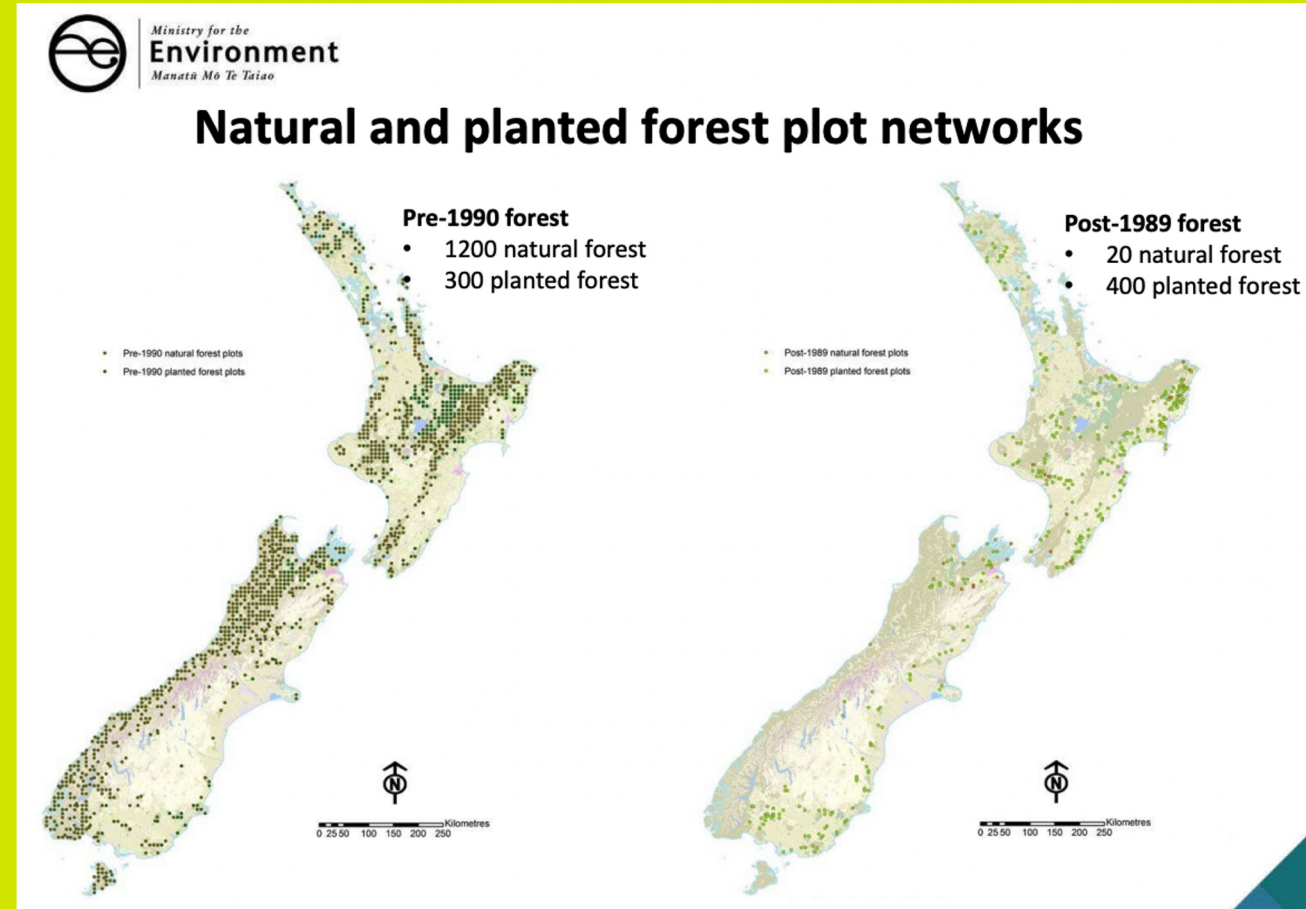 Ministry for the
Environment
Manatū Mō Te Taiao
Natural and planted forest plot networks
Pre-1990 forest
• 1200 natural forest
• 300 planted forest
Pre-1990 natural forest plots
Pre-1990 planted forest plots
N
Kilometres
0 25 50 100 150 200 250
Post-1989 forest
• 20 natural forest
• 400 planted forest
Post-1989 natural forest plots
Post-1989 planted forest plots
N
Kilometres
0 25 50 100 150 200 250